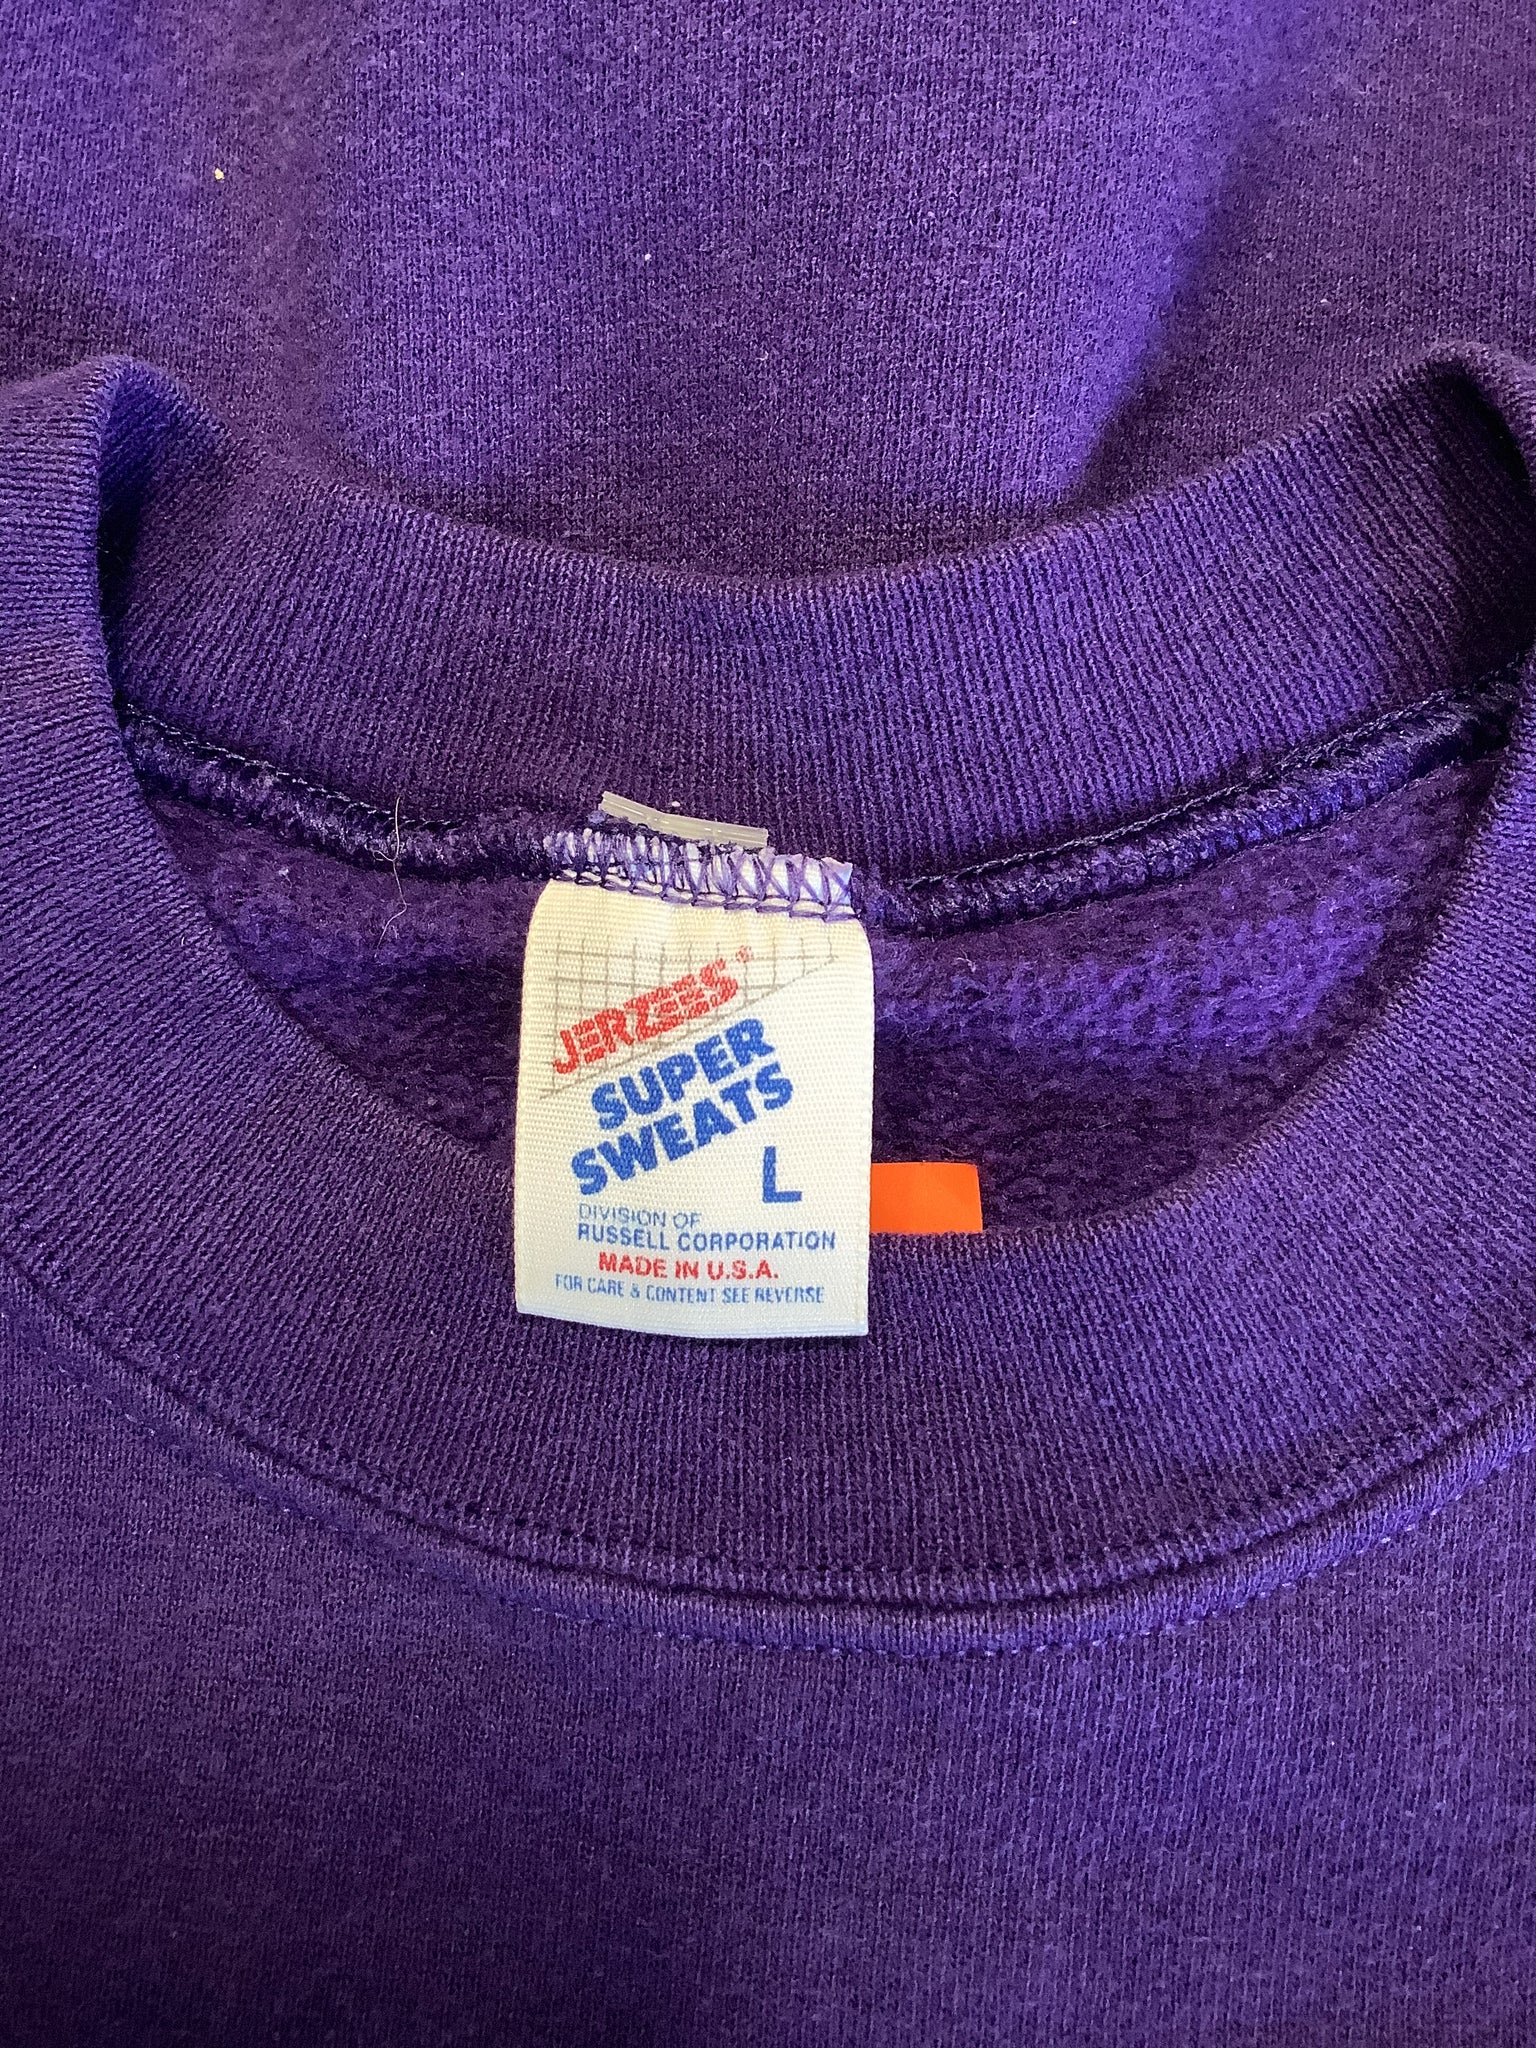 JERZEES®
SUPER
SWEATS
L
DIVISION OF
RUSSELL CORPORATION
MADE IN U.S.A.
FOR CARE & CONTENT SEE REVERSE